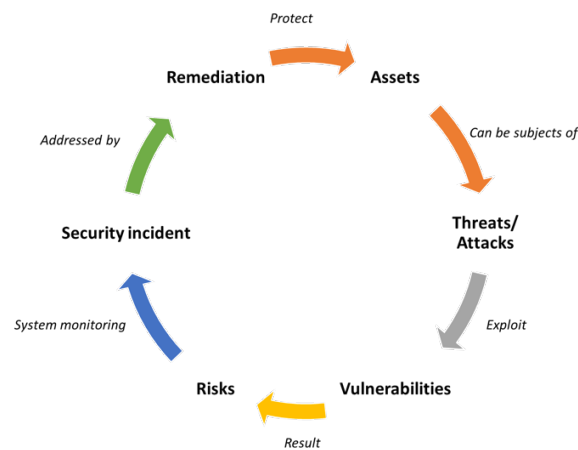 Protect
Remediation
Assets
Addressed by
Can be subjects of
Security incident
Threats/
Attacks
System monitoring
Exploit
Risks
Vulnerabilities
Result